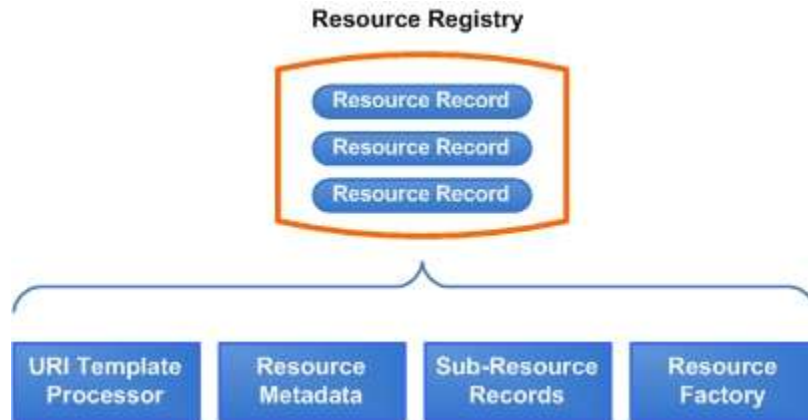 Resource Registry
Resource Record
Resource Record
Resource Record
URI Template
Processor
Resource
Metadata
Sub-Resource
Records
Resource
Factory